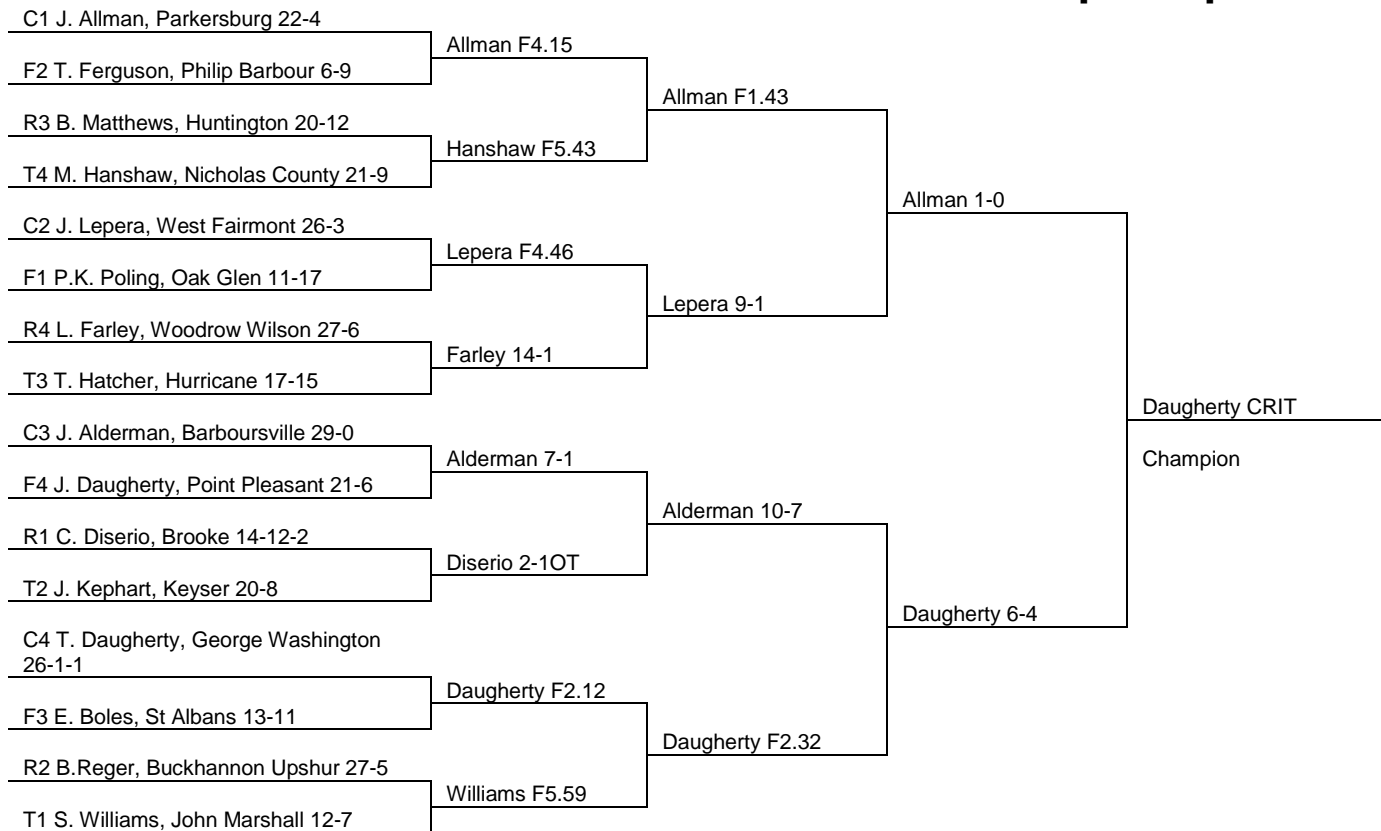 C1 J. Allman, Parkersburg 22-4
Allman F4.15
F2 T. Ferguson, Philip Barbour 6-9
Allman F1.43
R3 B. Matthews, Huntington 20-12
Hanshaw F5.43
T4 M. Hanshaw, Nicholas County 21-9
Allman 1-0
C2 J. Lepera, West Fairmont 26-3
Lepera F4.46
F1 P.K. Poling, Oak Glen 11-17
Lepera 9-1
R4 L. Farley, Woodrow Wilson 27-6
Farley 14-1
T3 T. Hatcher, Hurricane 17-15
Daugherty CRIT
C3 J. Alderman, Barboursville 29-0
Alderman 7-1
Champion
F4 J. Daugherty, Point Pleasant 21-6
Alderman 10-7
R1 C. Diserio, Brooke 14-12-2
Diserio 2-1OT
T2 J. Kephart, Keyser 20-8
Daugherty 6-4
C4 T. Daugherty, George Washington
26-1-1
Daugherty F2.12
F3 E. Boles, St Albans 13-11
Daugherty F2.32
R2 B.Reger, Buckhannon Upshur 27-5
Williams F5.59
T1 S. Williams, John Marshall 12-7